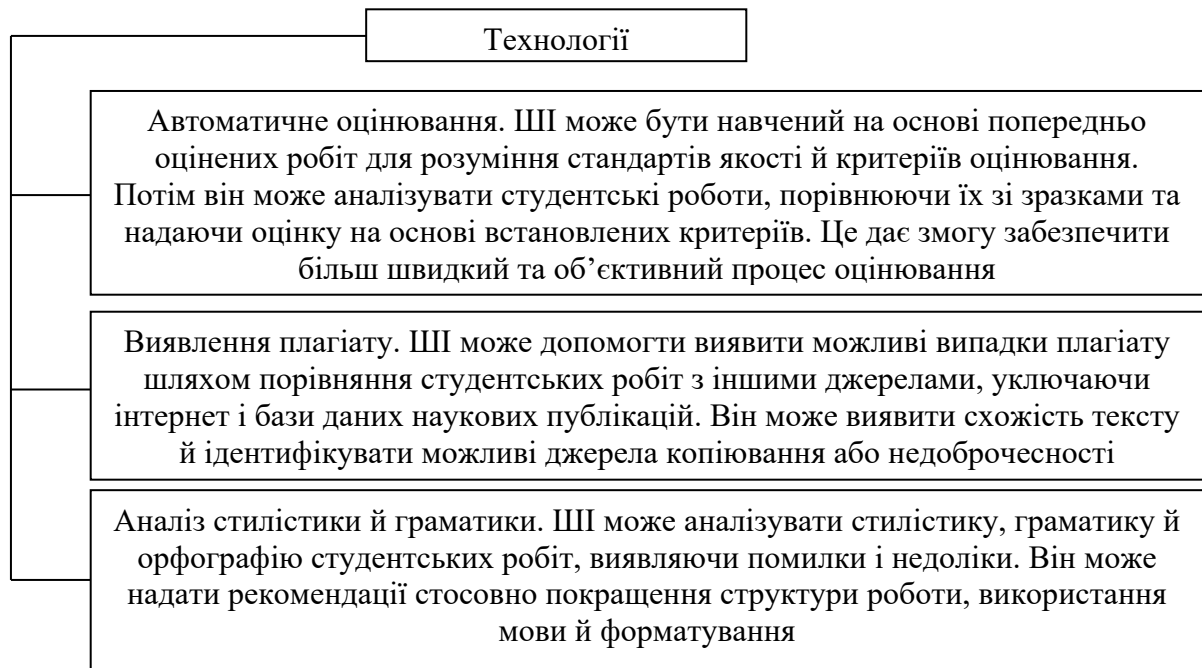 Технології
Автоматичне оцінювання. ШІ може бути навчений на основі попередньо
оцінених робіт для розуміння стандартів якості й критеріїв оцінювання.
Потім він може аналізувати студентські роботи, порівнюючи їх зі зразками та
надаючи оцінку на основі встановлених критеріїв. Це дає змогу забезпечити
більш швидкий та об’єктивний процес оцінювання
Виявлення плагіату. ШІ може допомогти виявити можливі випадки плагіату
шляхом порівняння студентських робіт з іншими джерелами, уключаючи
інтернет і бази даних наукових публікацій. Він може виявити схожість тексту
й ідентифікувати можливі джерела копіювання або недоброчесності
Аналіз стилістики й граматики. ШІ може аналізувати стилістику, граматику й
орфографію студентських робіт, виявляючи помилки і недоліки. Він може
надати рекомендації стосовно покращення структури роботи, використання
мови й форматування